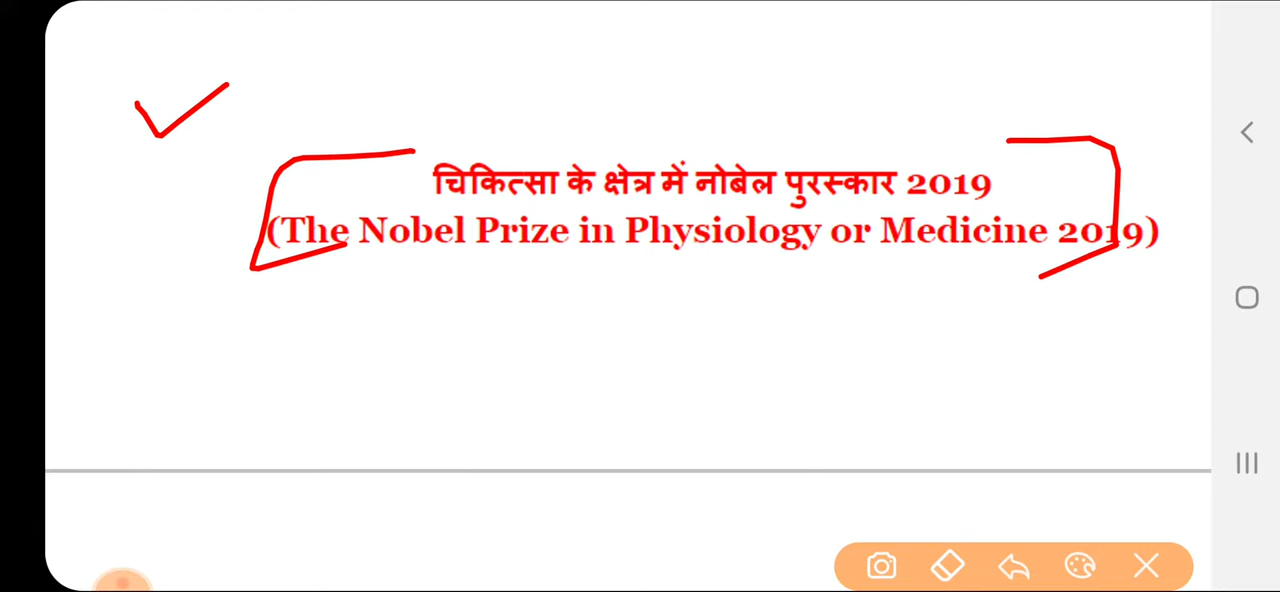 चिकित्सा के क्षेत्र में नोबेल पुरस्कार 2019
(The Nobel Prize in Physiology or Medicine 2019)